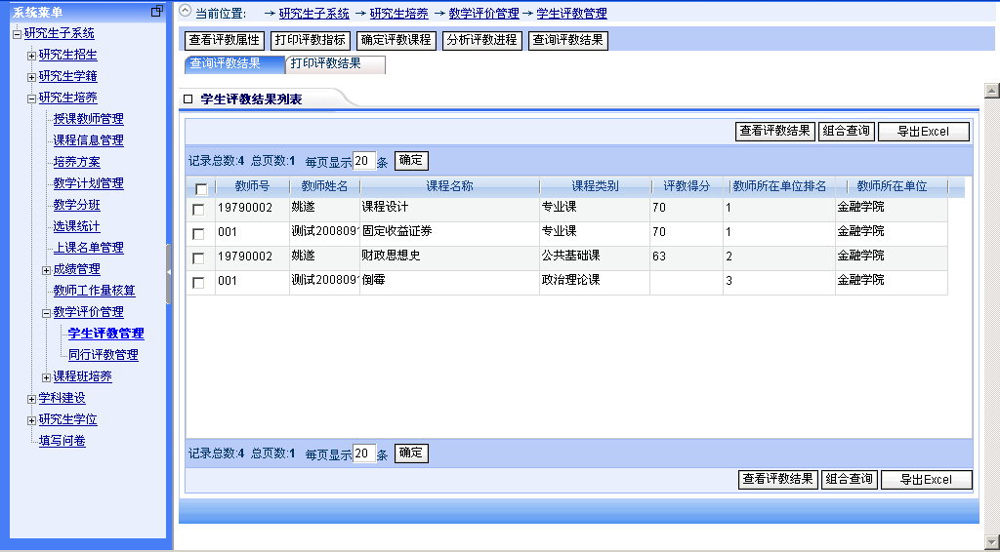 系统菜单
研究生子系统
研究生招生
研究生学籍
研究生培养
授课教师管理
课程信息管理
培养方案
教学计划管理
教学分班
选课统计
上课名单管理
成绩管理
教师工作量核算
教学评价管理
学生评教管理
同行评教管理
课程班培养
学科建设
研究生学位
填写问卷
当前位置: →研究生子系统 →研究生培养 →教学评价管理→学生评教管理
查看评教属性 打印评教指标 确定评教课程 分析评教进程 查询评教结果
查询评教结果 打印评教结果
学生评教结果列表
查看评教结果 组合查询 导出Excel
记录总数:4 总页数:1 每页显示 20 条 确定
教师号 教师姓名 课程名称 课程类别 评教得分 教师所在单位排名 教师所在单位
19790002 姚遂 课程设计 专业课 70 1 金融学院
001 测试2008091 固定收益证券 专业课 70 1 金融学院
19790002 姚遂 财政思想史 公共基础课 63 2 金融学院
001 测试2008091 倒霉 政治理论课 3 金融学院
记录总数:4 总页数:1 每页显示 20 条 确定
查看评教结果 组合查询 导出Excel